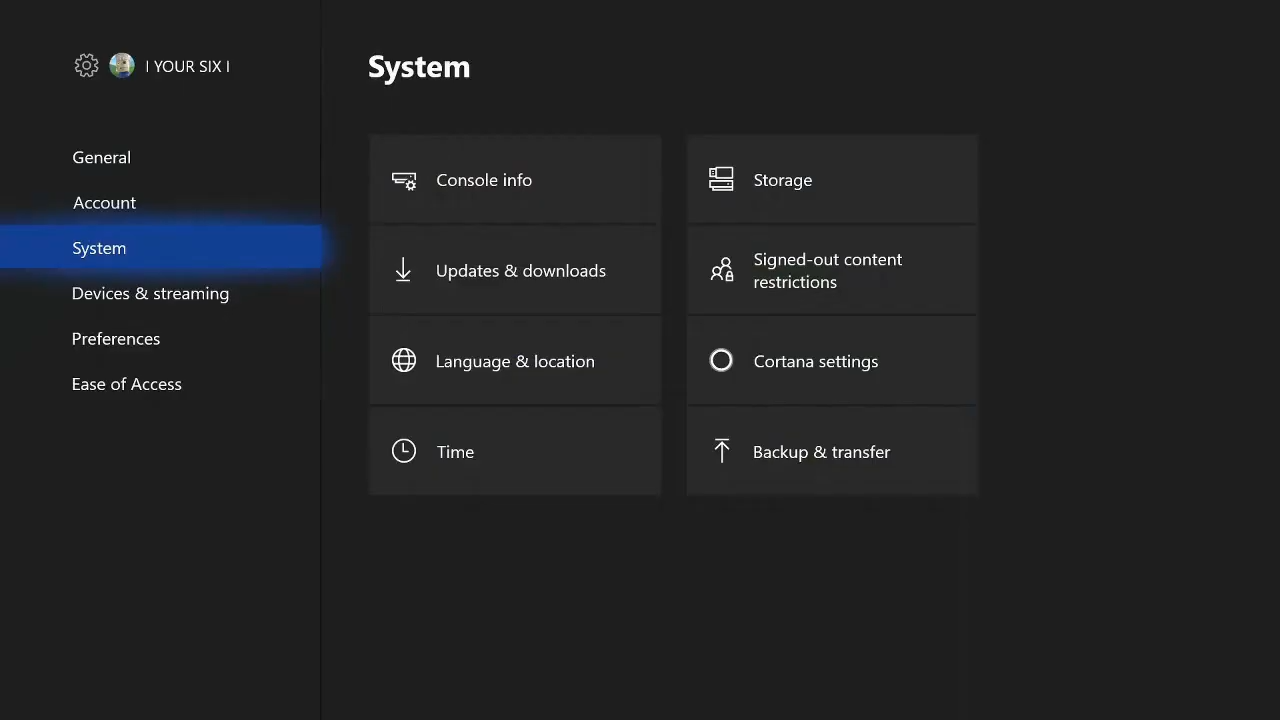 I YOUR SIX I
General
Account
System
Devices & streaming
Preferences
Ease of Access
System
Console info
Updates & downloads
Language & location
Time
Storage
Signed-out content
restrictions
Cortana settings
Backup & transfer